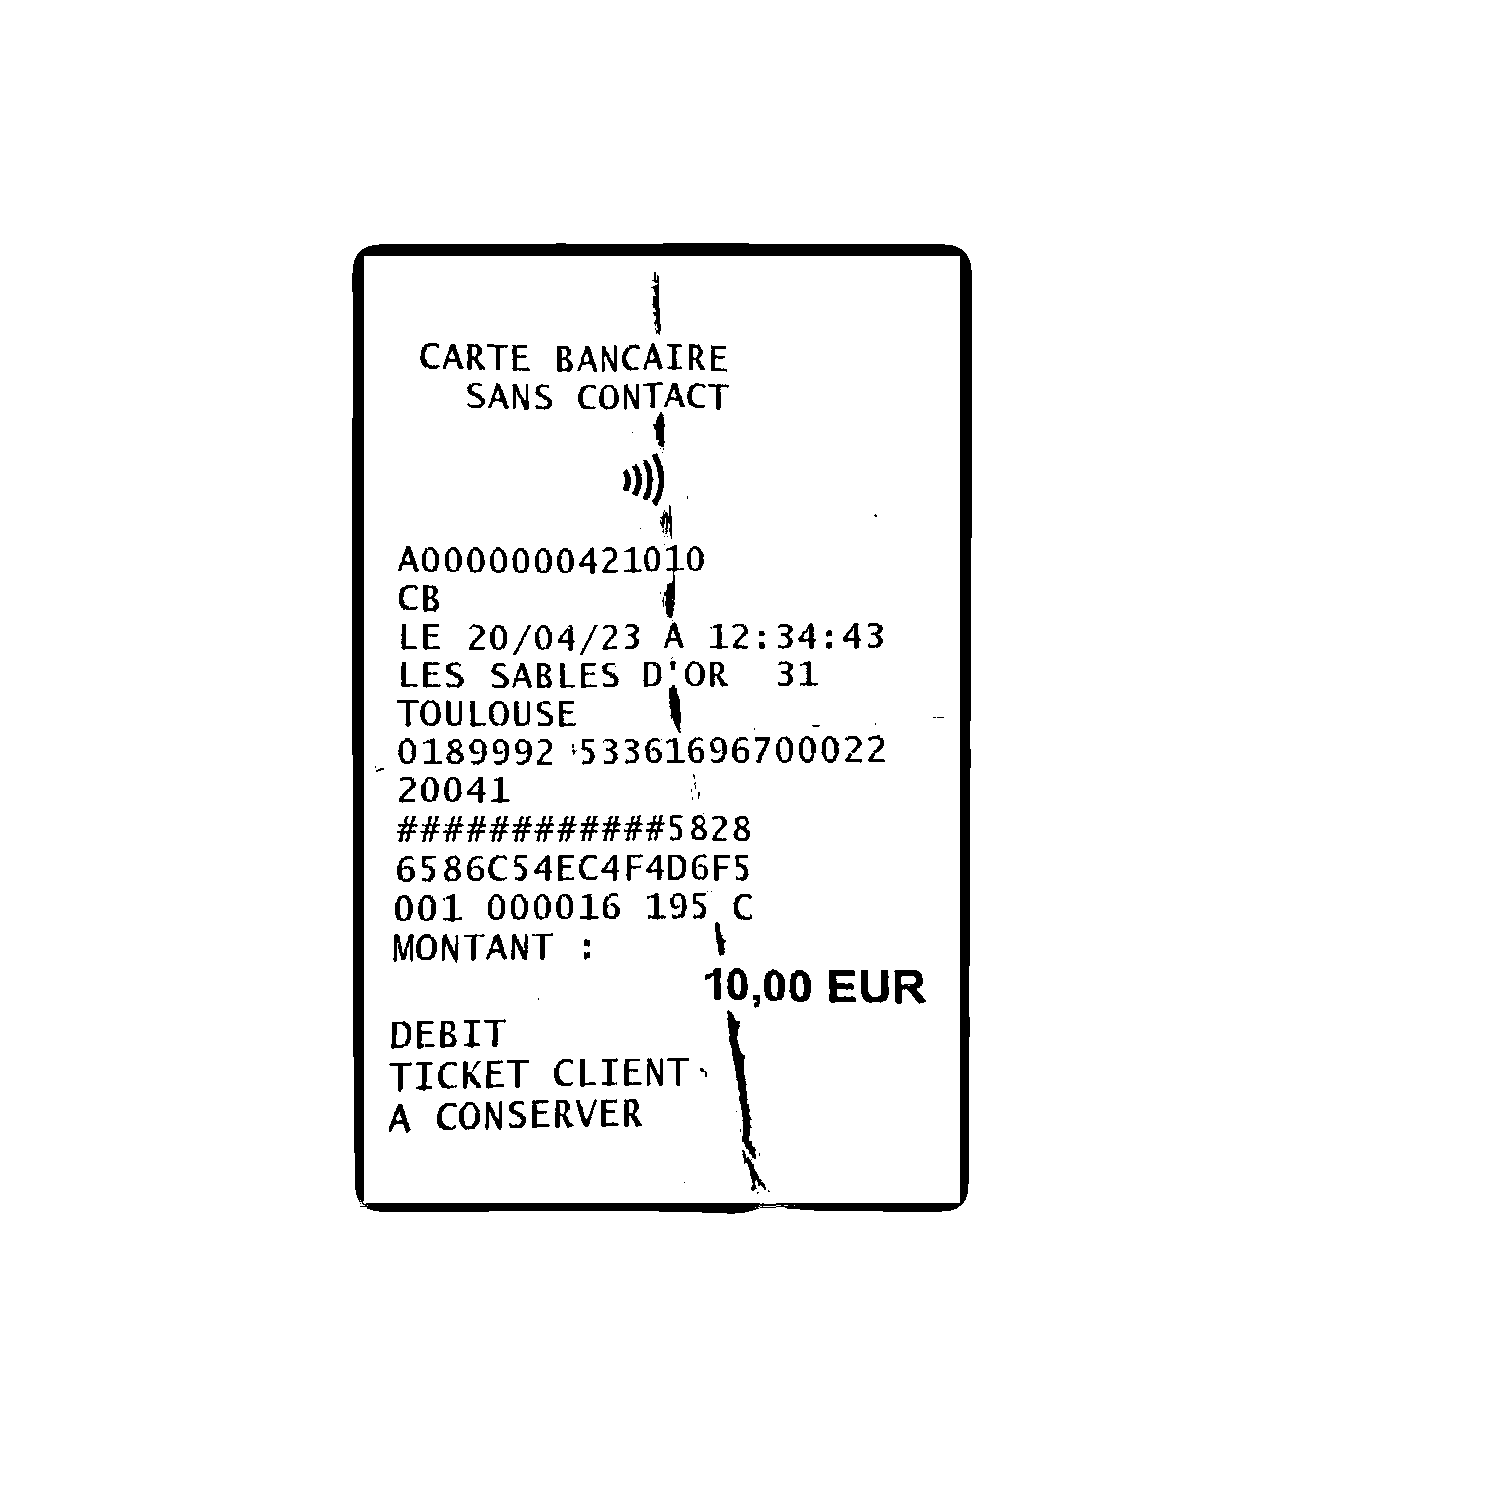 CARTE BANCAIRE
SANS CONTACT
A0000000421010
CB
LE 20/04/23 A 12:34:43
LES SABLES D'OR 31
TOULOUSE
0189992 53361696700022
20041
############5828
6586C54EC4F4D6F5
001 000016 195 C
MONTANT :
10,00 EUR
DEBIT
TICKET CLIENT
A CONSERVER